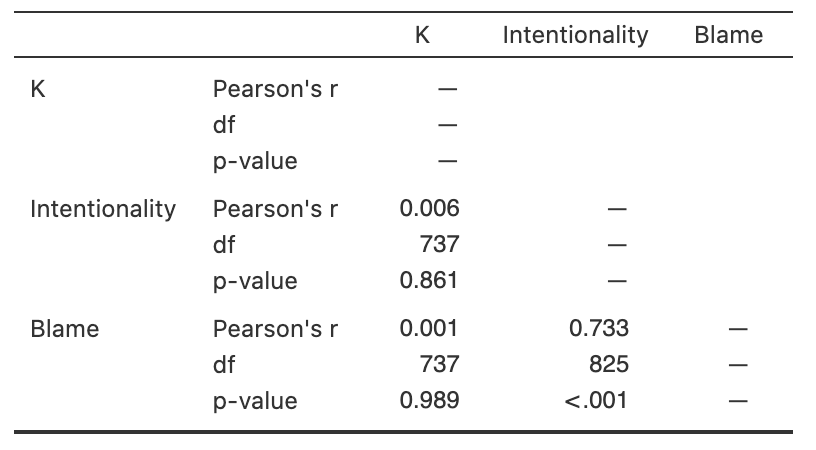 K Intentionality Blame
K Pearson's r —
df —
p-value —
Intentionality Pearson's r 0.006 —
df 737 —
p-value 0.861 —
Blame Pearson's r 0.001 0.733 —
df 737 825 —
p-value 0.989 <.001 —